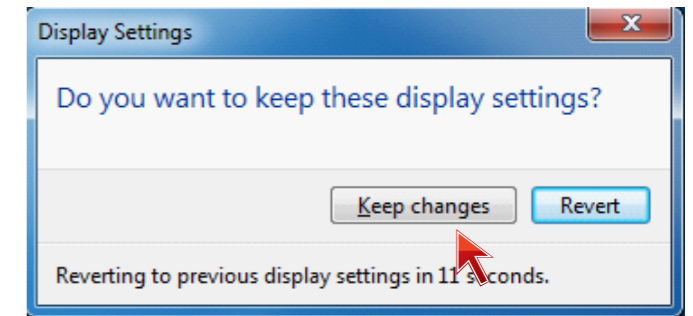 Display Settings
Do you want to keep these display settings?
Keep changes
Revert
Reverting to previous display settings in 11 seconds.